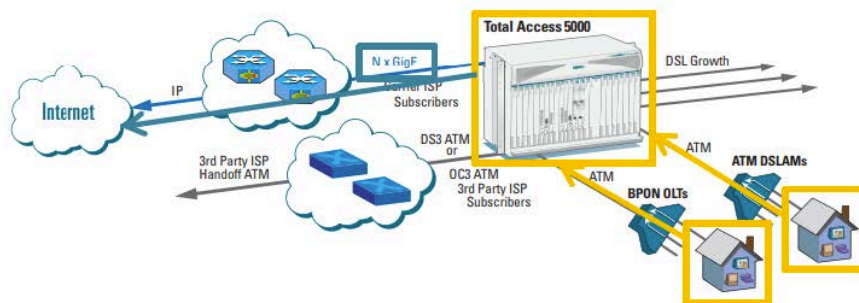 Total Access 5000
N x GigE
DSL Growth
IP
Carrier ISP
Subscribers
Internet
DS3 ATM
or
OC3 ATM
3rd Party ISP
Subscribers
3rd Party ISP
Handoff ATM
ATM
ATM DSLAMs
ATM
BPON OLTs